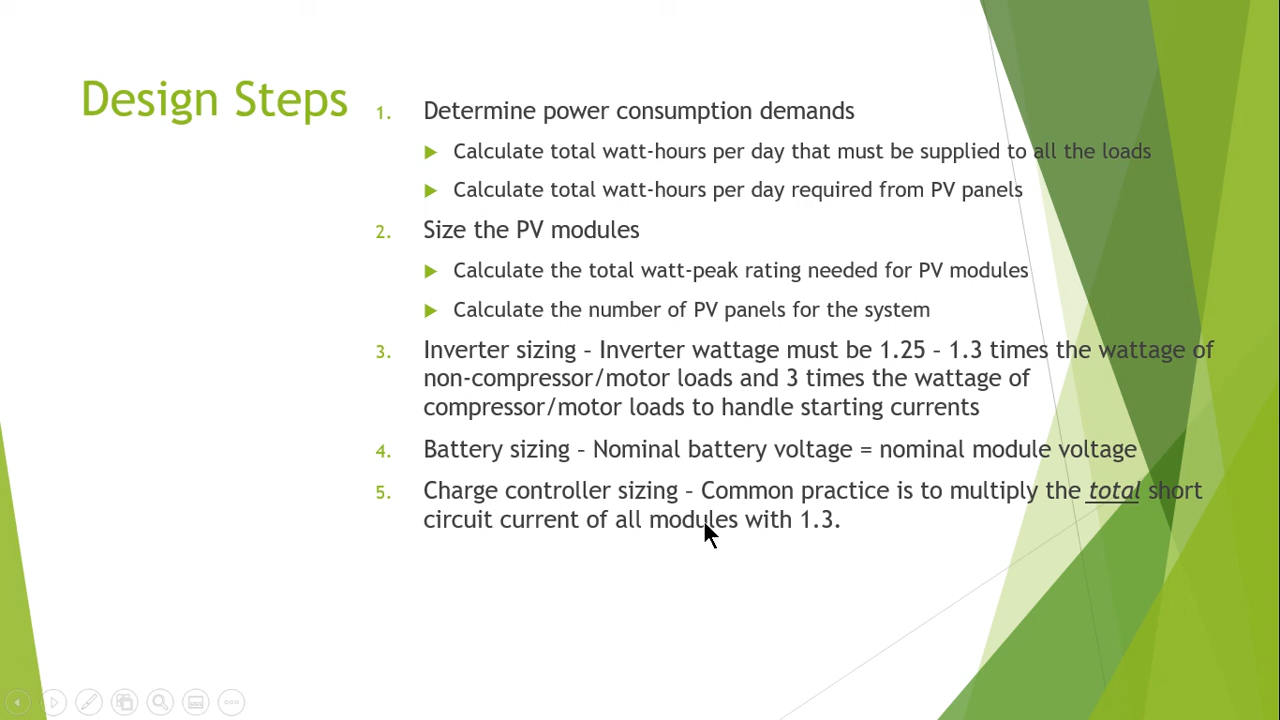 Design Steps
1. Determine power consumption demands
Calculate total watt-hours per day that must be supplied to all the loads
Calculate total watt-hours per day required from PV panels
2. Size the PV modules
Calculate the total watt-peak rating needed for PV modules
Calculate the number of PV panels for the system
3. Inverter sizing – Inverter wattage must be 1.25 – 1.3 times the wattage of
non-compressor/motor loads and 3 times the wattage of
compressor/motor loads to handle starting currents
4. Battery sizing – Nominal battery voltage = nominal module voltage
5. Charge controller sizing – Common practice is to multiply the total short
circuit current of all modules with 1.3.